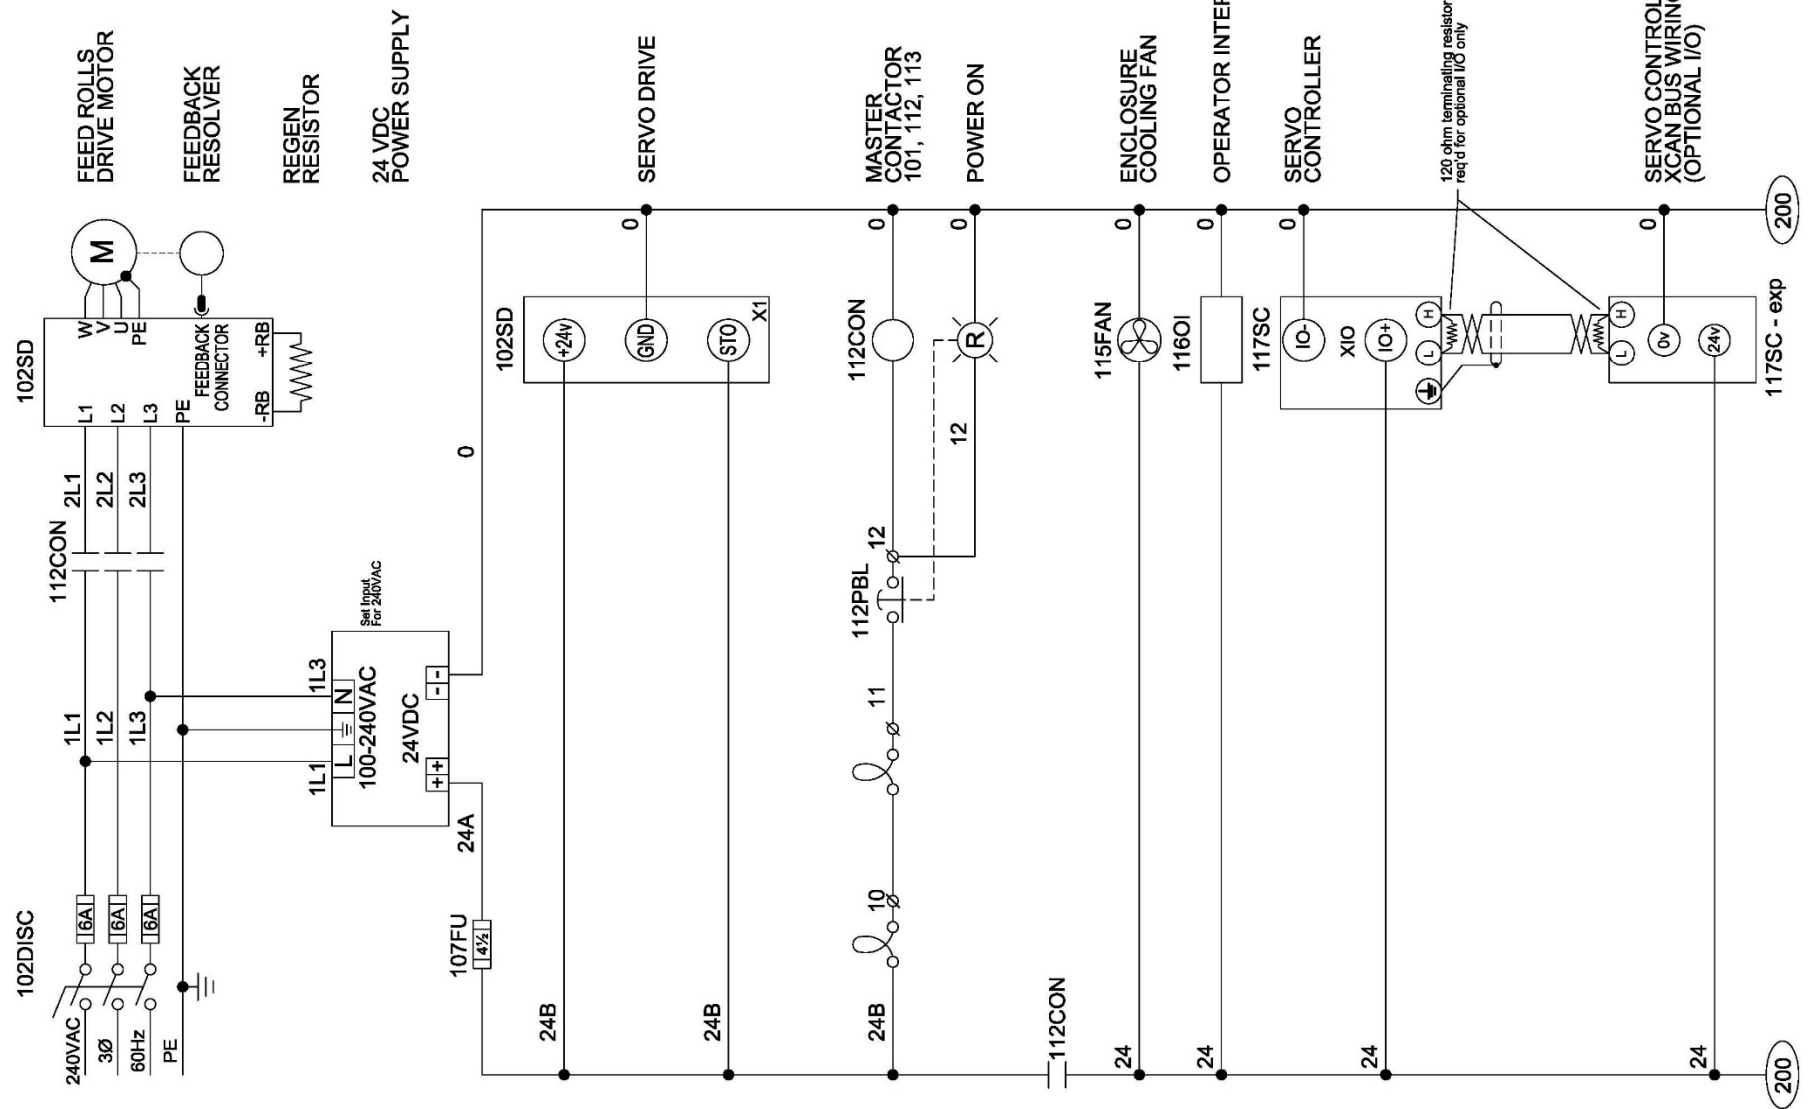 102DISC
240VAC
3Ø
60Hz
PE
6A
6A
6A
1L1
1L2
1L3
112CON
2L1
2L2
2L3
102SD
L1
L2
L3
PE
W
V
U
PE
FEEDBACK
CONNECTOR
-RB
+RB
M
FEED ROLLS
DRIVE MOTOR
FEEDBACK
RESOLVER
REGEN
RESISTOR
1L1
1L3
L
N
100-240VAC
24VDC
+ +
- -
Set Input
For 240VAC
24 VDC
POWER SUPPLY
107FU
4½
24A
0
24B
102SD
+24v
GND
STO
X1
0
SERVO DRIVE
24B
24B
10
11
112PBL
12
112CON
0
MASTER
CONTACTOR
101, 112, 113
12
R
0
POWER ON
112CON
24
115FAN
0
ENCLOSURE
COOLING FAN
24
116OI
0
OPERATOR
117SC
IO-
XIO
IO+
L
H
0
SERVO
CONTROLLER
24
120 ohm terminating resistor
req'd for optional I/O only
L
H
0v
24v
117SC - exp
0
24
SERVO
XCAN BUS
(OPTIONAL I/O)
200
200